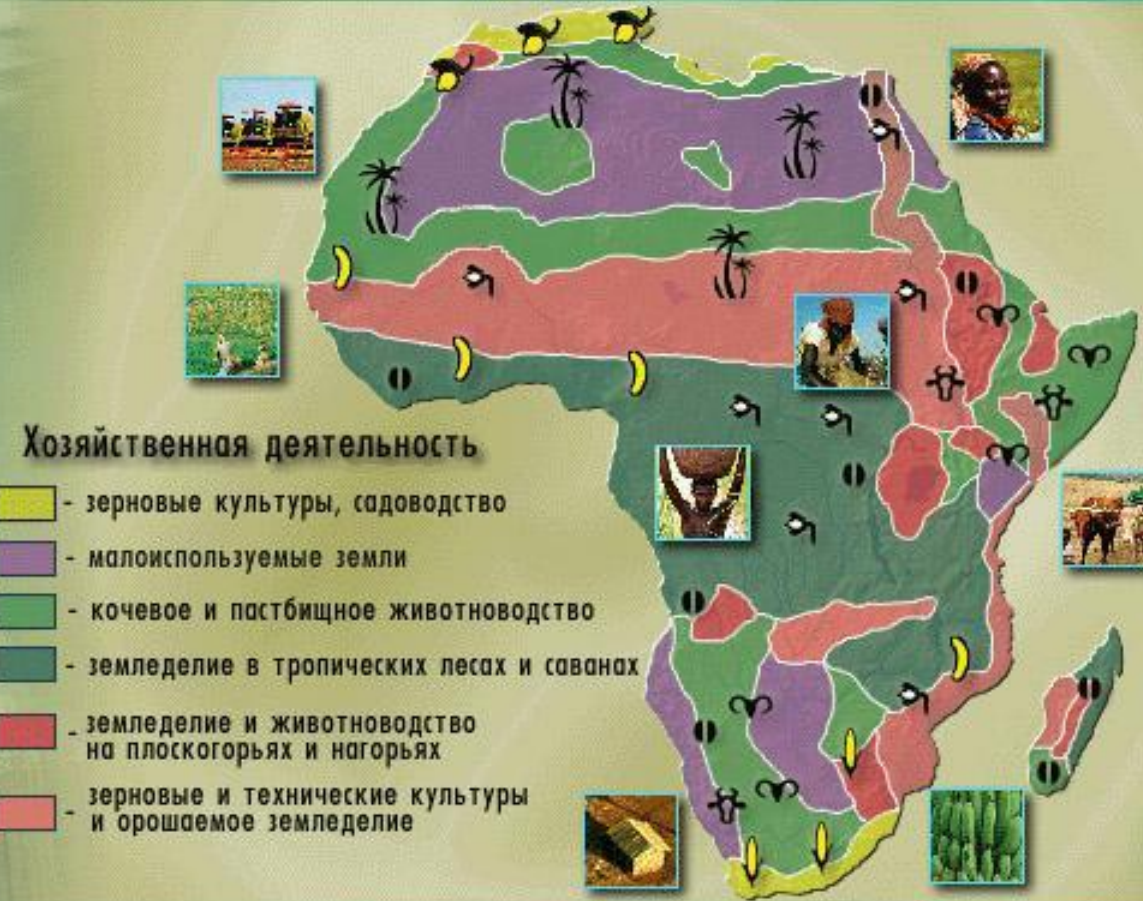 Хозяйственная деятельность
- зерновые культуры, садоводство
- малоиспользуемые земли
- кочевое и пастбищное животноводство
- земледелие в тропических лесах и саванах
- земледелие и животноводство
на плоскогорьях и нагорьях
- зерновые и технические культуры
и орошаемое земледелие